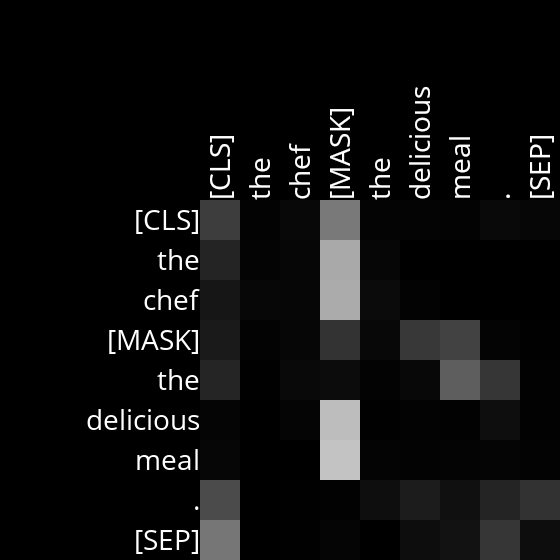 [CLS]
the
chef
[MASK]
the
delicious
meal
.
[SEP]
[CLS]
the
chef
[MASK]
the
delicious
meal
.
[SEP]